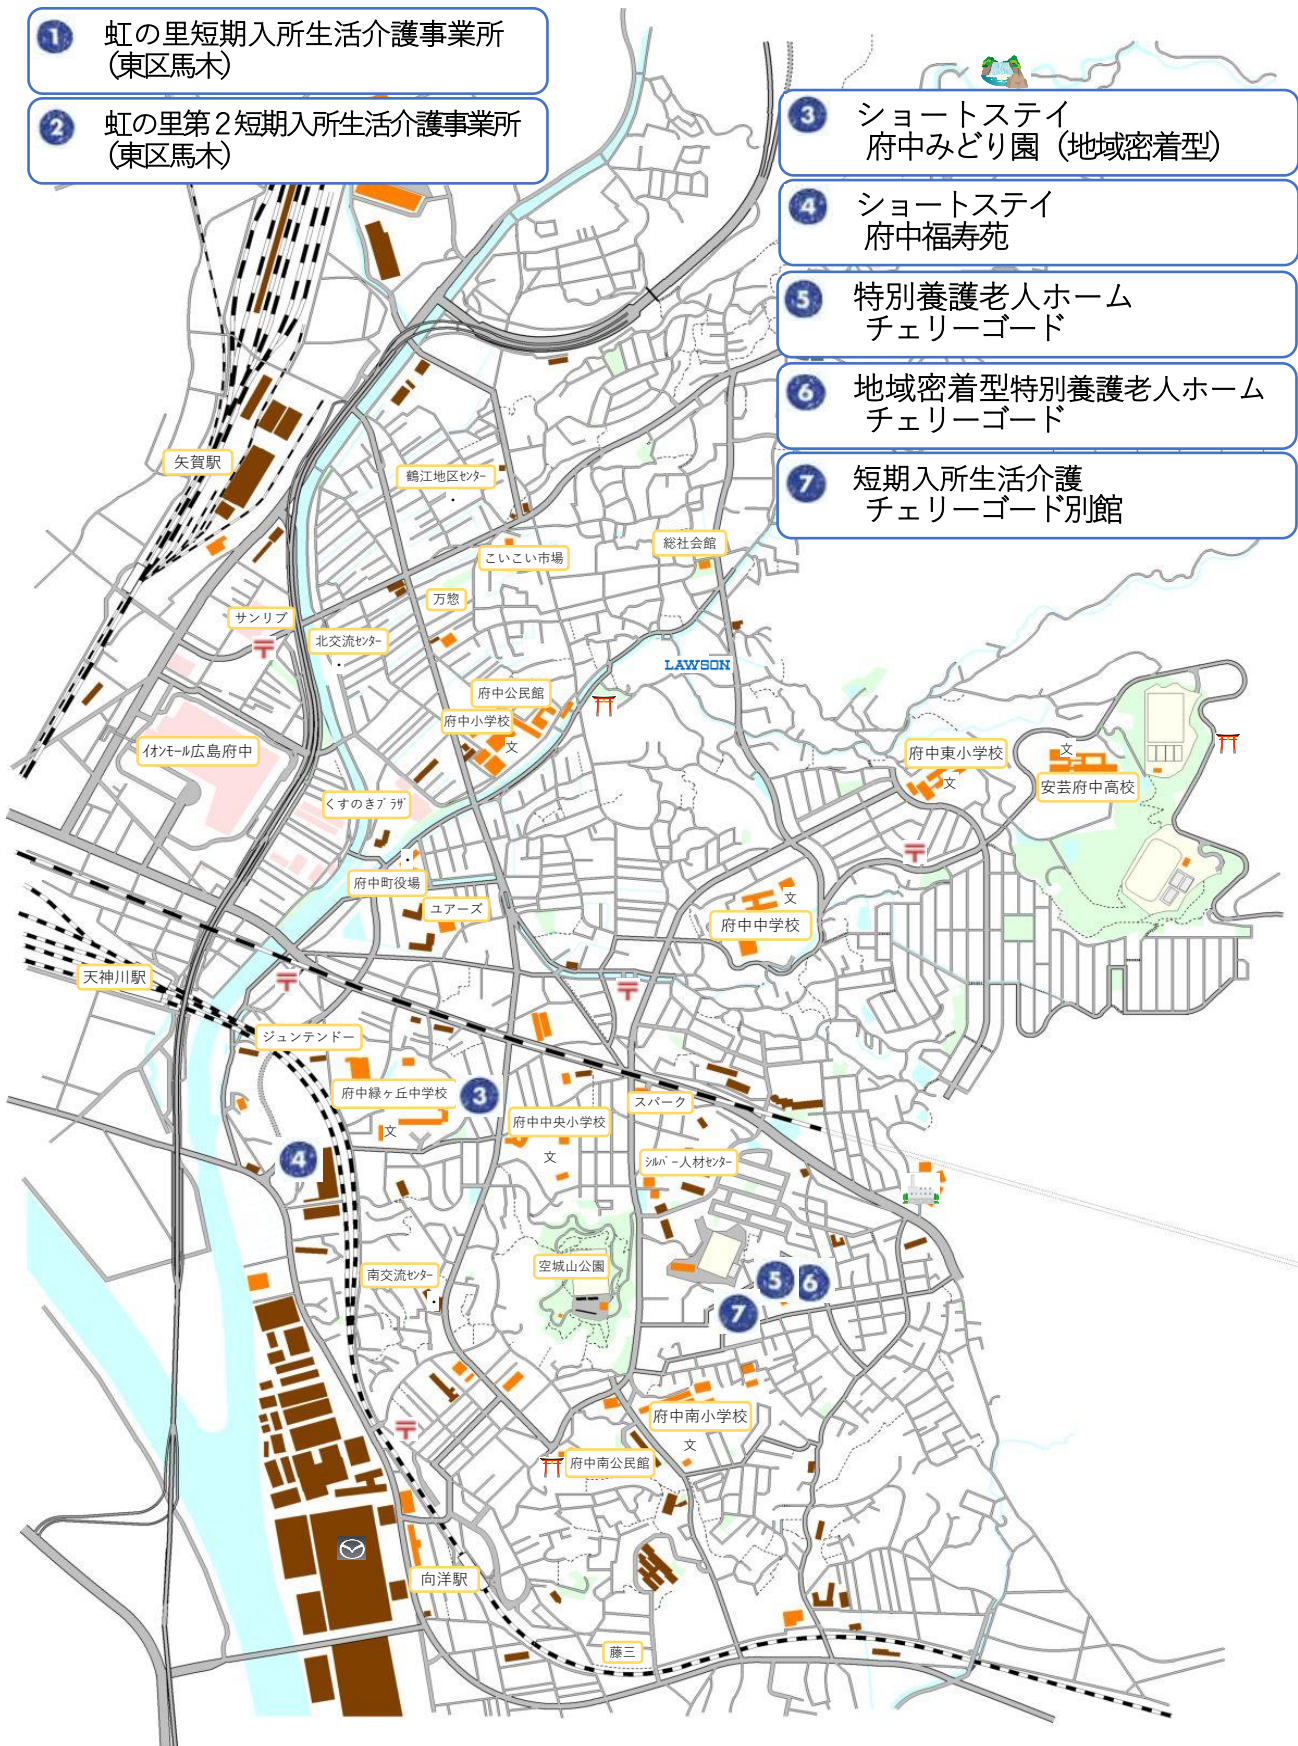 1 虹の里短期入所生活介護事業所
(東区馬木)
2 虹の里第2短期入所生活介護事業所
(東区馬木)
3 ショートステイ
府中みどり園（地域密着型）
4 ショートステイ
府中福寿苑
5 特別養護老人ホーム
チェリーゴード
6 地域密着型特別養護老人ホーム
チェリーゴード
7 短期入所生活介護
チェリーゴード別館
矢賀駅
鶴江地区ｾﾝﾀｰ
こいこい市場
総社会館
万惣
サンリブ
北交流ｾﾝﾀｰ
LAWSON
府中公民館
府中小学校
文
ｲｵﾝﾓｰﾙ広島府中
府中東小学校
文
文
安芸府中高校
くすのきﾌﾟﾗｻﾞ
府中町役場
ユアーズ
文
府中中学校
天神川駅
ジュンテンドー
府中緑ヶ丘中学校
文
3
スパーク
府中中央小学校
文
4
ｼﾙﾊﾞｰ人材ｾﾝﾀｰ
南交流ｾﾝﾀｰ
空城山公園
5
6
7
府中南小学校
文
府中南公民館
向洋駅
藤三